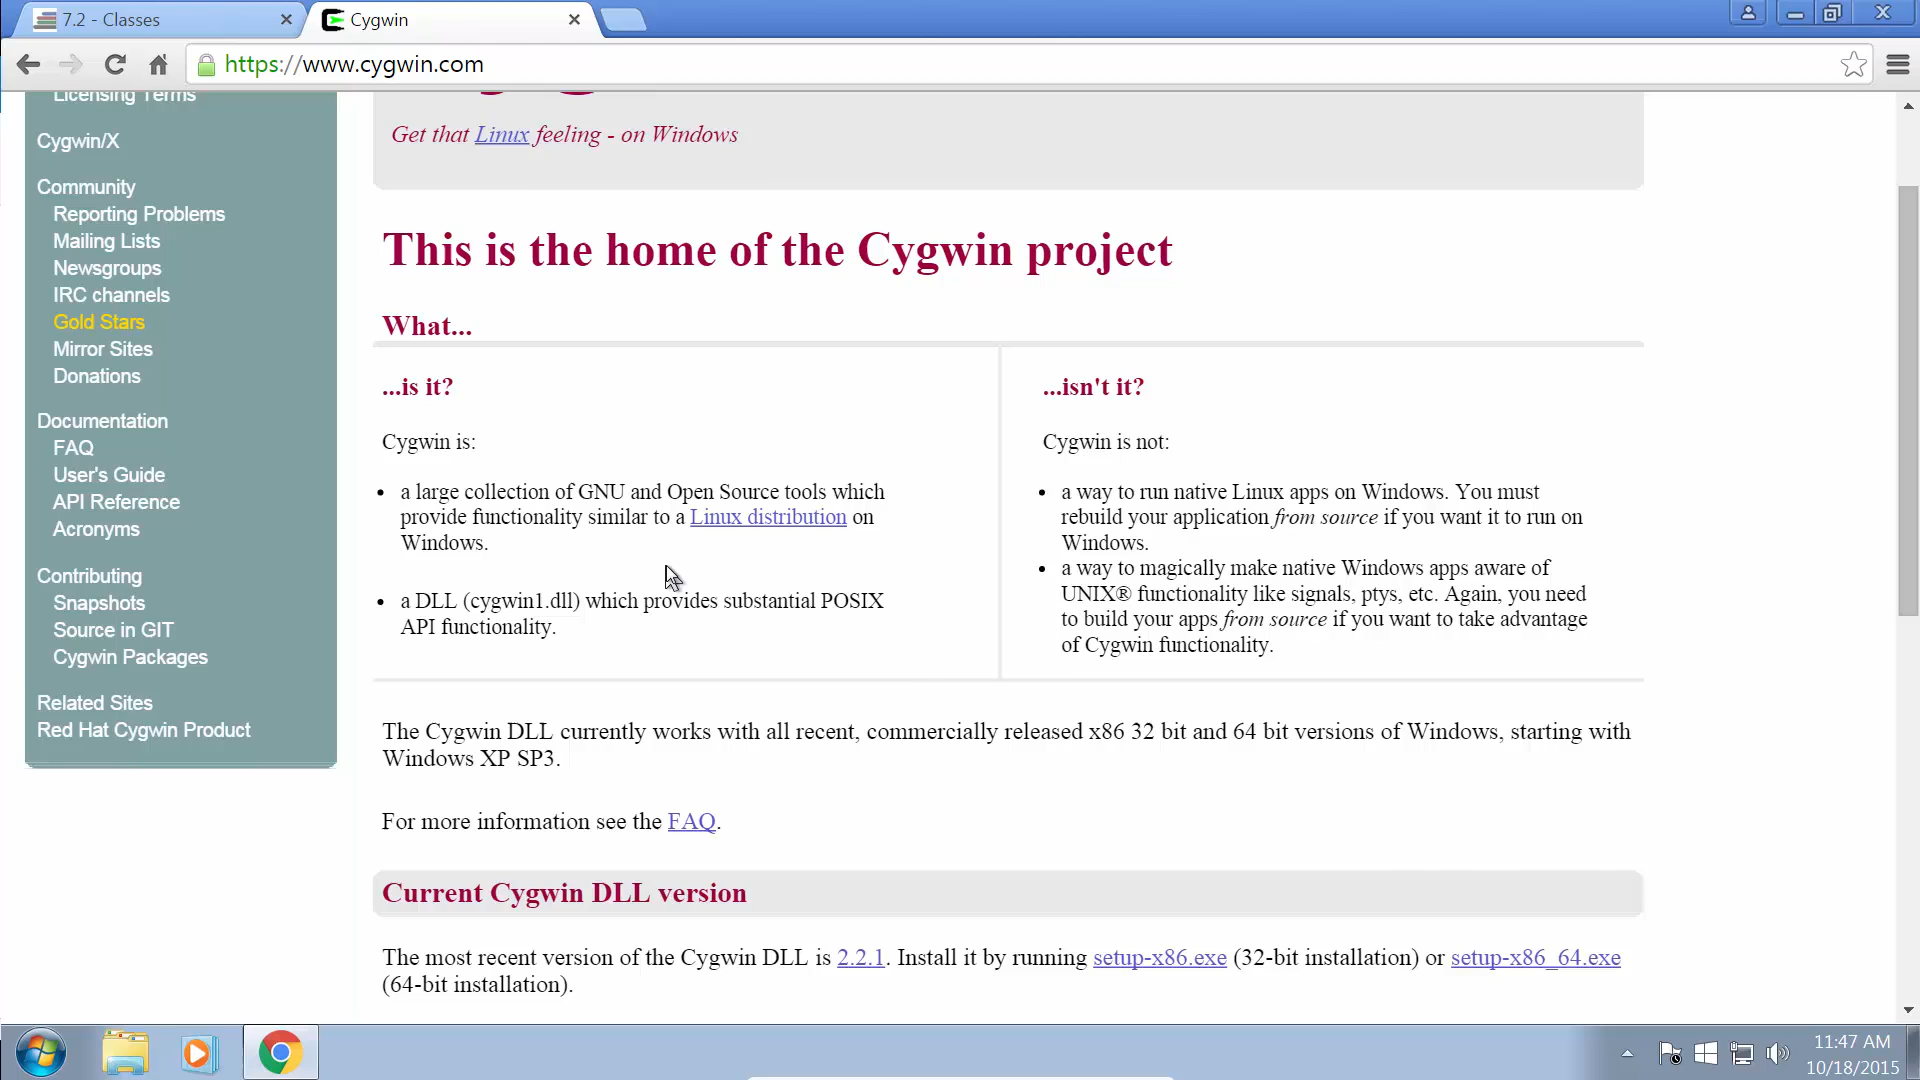 7.2 - Classes
Cygwin
https://www.cygwin.com
Licensing Terms
Cygwin/X
Community
Reporting Problems
Mailing Lists
Newsgroups
IRC channels
Gold Stars
Mirror Sites
Donations
Documentation
FAQ
User's Guide
API Reference
Acronyms
Contributing
Snapshots
Source in GIT
Cygwin Packages
Related Sites
Red Hat Cygwin Product
Get that Linux feeling - on Windows
This is the home of the Cygwin project
What...
...is it?
Cygwin is:
• a large collection of GNU and Open Source tools which
provide functionality similar to a Linux distribution on
Windows.
• a DLL (cygwin1.dll) which provides substantial POSIX
API functionality.
...isn't it?
Cygwin is not:
• a way to run native Linux apps on Windows. You must
rebuild your application from source if you want it to run on
Windows.
• a way to magically make native Windows apps aware of
UNIX® functionality like signals, ptys, etc. Again, you need
to build your apps from source if you want to take advantage
of Cygwin functionality.
The Cygwin DLL currently works with all recent, commercially released x86 32 bit and 64 bit versions of Windows, starting with
Windows XP SP3.
For more information see the FAQ.
Current Cygwin DLL version
The most recent version of the Cygwin DLL is 2.2.1. Install it by running setup-x86.exe (32-bit installation) or setup-x86_64.exe
(64-bit installation).
11:47 AM
10/18/2015